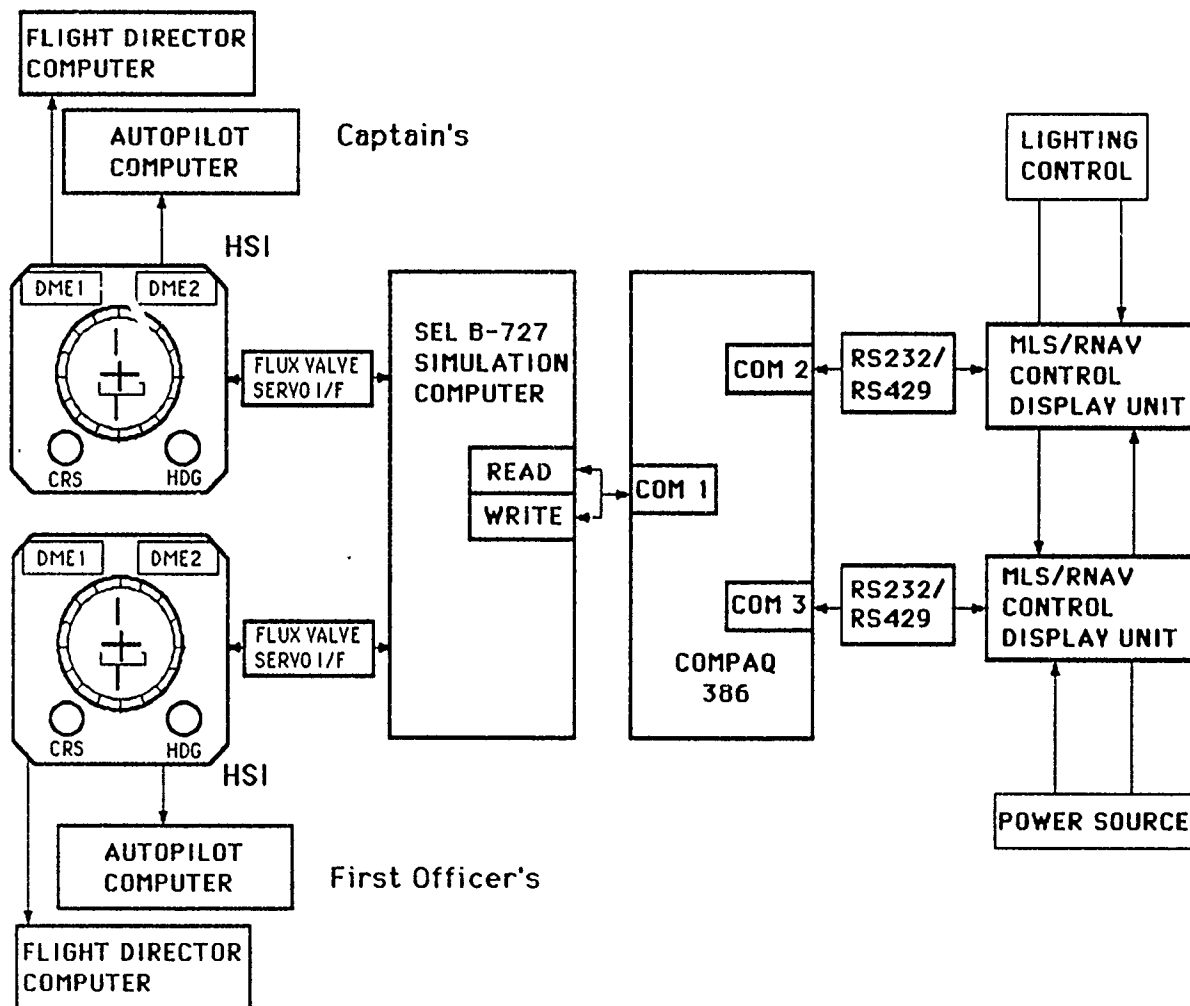 FLIGHT DIRECTOR
COMPUTER
AUTOPILOT
COMPUTER
Captain's
HSI
DME1
DME2
CRS
HDG
FLUX VALVE
SERVO I/F
SEL B-727
SIMULATION
COMPUTER
READ
WRITE
COM 1
COM 2
COM 3
COMPAQ
386
RS232/
RS429
RS232/
RS429
LIGHTING
CONTROL
MLS/RNAV
CONTROL
DISPLAY UNIT
MLS/RNAV
CONTROL
DISPLAY UNIT
POWER SOURCE
DME1
DME2
CRS
HDG
FLUX VALVE
SERVO I/F
HSI
AUTOPILOT
COMPUTER
First Officer's
FLIGHT DIRECTOR
COMPUTER